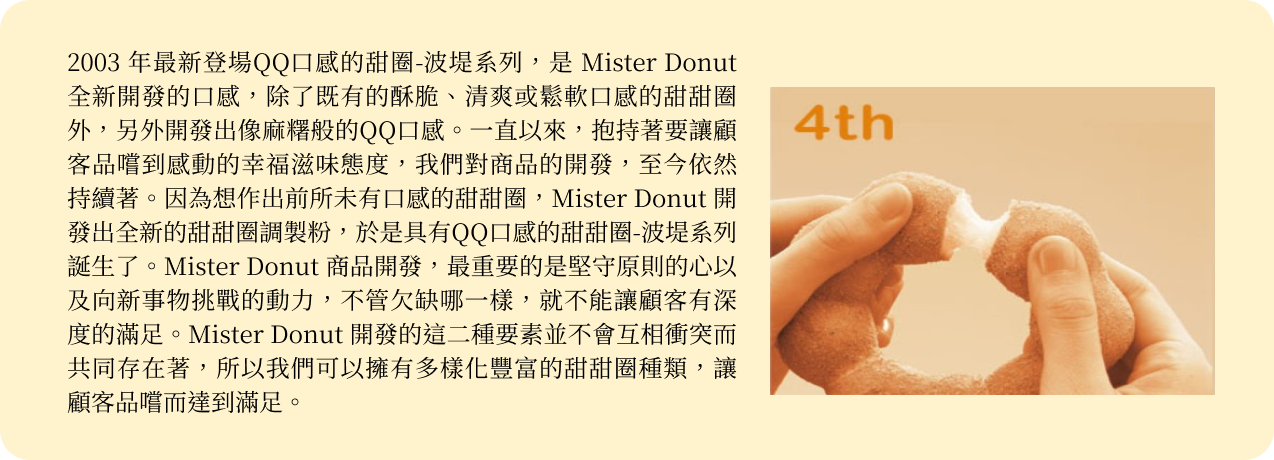 2003 年最新登場QQ口感的甜圈-波堤系列，是 Mister Donut
全新開發的口感，除了既有的酥脆、清爽或鬆軟口感的甜甜圈
外，另外開發出像麻糬般的QQ口感。一直以來，抱持著要讓顧
客品嚐到感動的幸福滋味態度，我們對商品的開發，至今依然
持續著。因為想作出前所未有口感的甜甜圈，Mister Donut 開
發出全新的甜甜圈調製粉，於是具有QQ口感的甜甜圈-波堤系列
誕生了。Mister Donut 商品開發，最重要的是堅守原則的心以
及向新事物挑戰的動力，不管欠缺哪一樣，就不能讓顧客有深
度的滿足。Mister Donut 開發的這二種要素並不會互相衝突而
共同存在著，所以我們可以擁有多樣化豐富的甜甜圈種類，讓
顧客品嚐而達到滿足。
4th